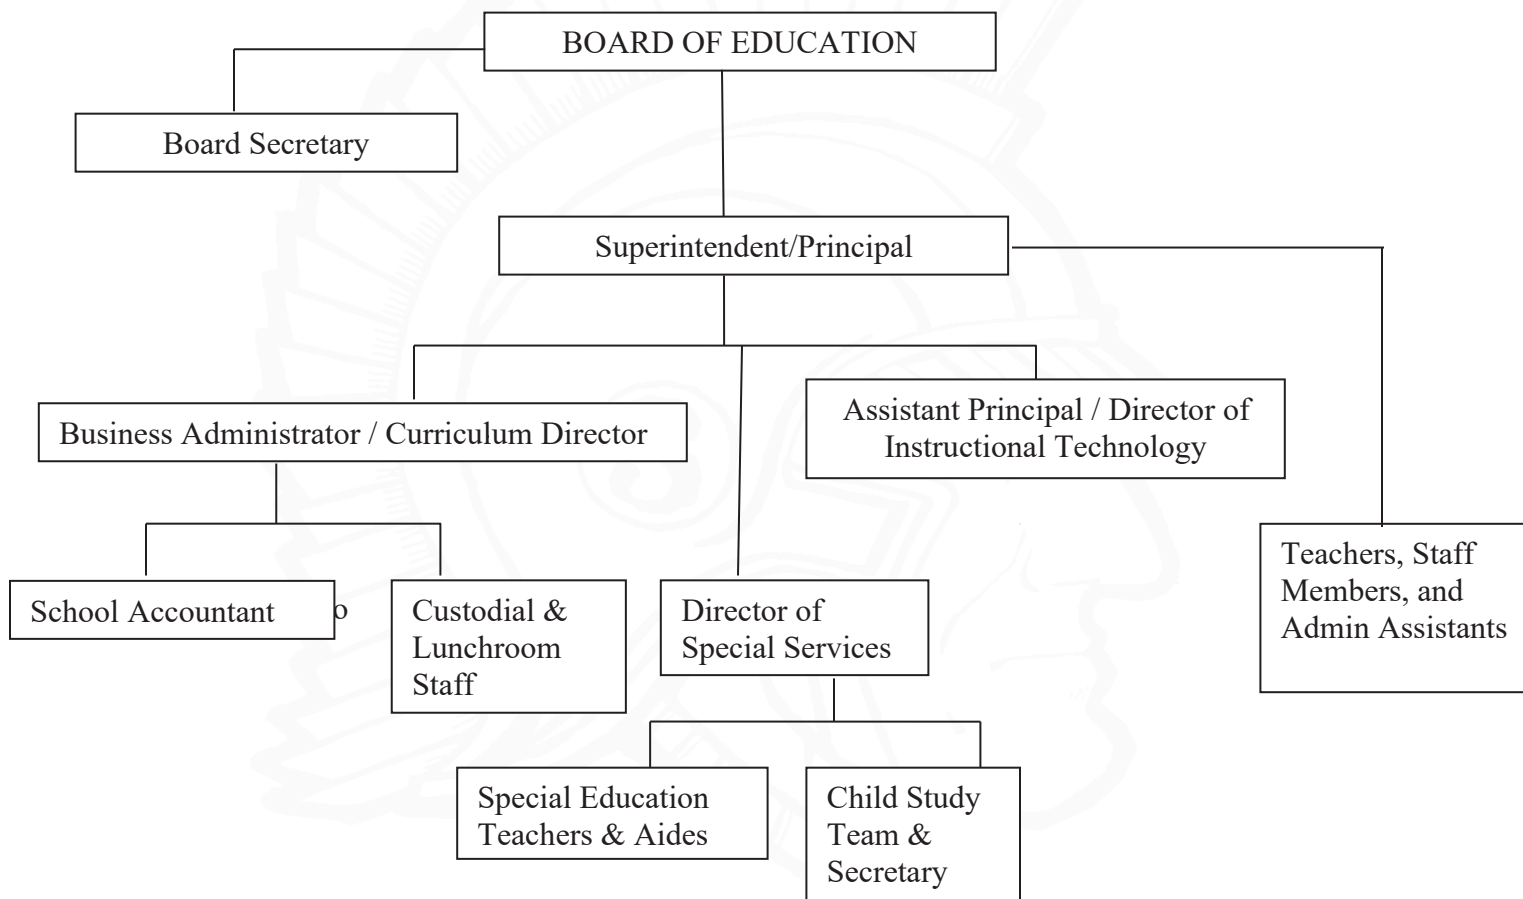 BOARD OF EDUCATION
Board Secretary
Superintendent/Principal
Assistant Principal / Director of
Instructional Technology
Business Administrator / Curriculum Director
Teachers, Staff
Members, and
Admin Assistants
School Accountant
o
Custodial &
Lunchroom
Staff
Director of
Special Services
Special Education
Teachers & Aides
Child Study
Team &
Secretary